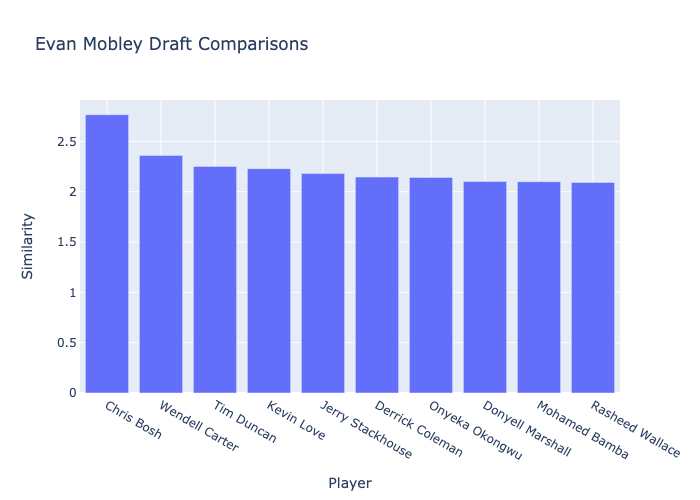 Evan Mobley Draft Comparisons
Similarity
2.5
2
1.5
1
0.5
0
Chris Bosh
Wendell Carter
Tim Duncan
Kevin Love
Jerry Stackhouse
Derrick Coleman
Onyeka Okongwu
Donyell Marshall
Mohamed Bamba
Rasheed Wallace
Player